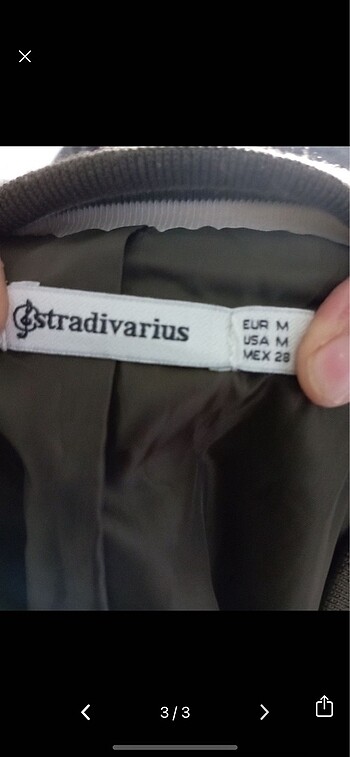 stradivarius
EUR M
USA M
MEX 28
3/3